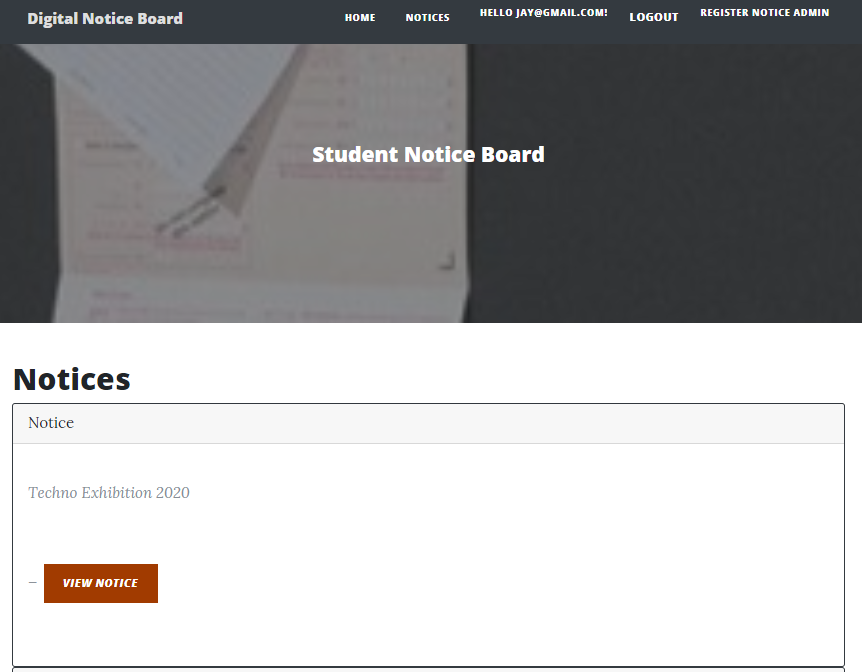 Digital Notice Board HOME NOTICES HELLO JAY@GMAIL.COM! LOGOUT REGISTER NOTICE ADMIN
Student Notice Board
Notices
Notice
Techno Exhibition 2020
— VIEW NOTICE